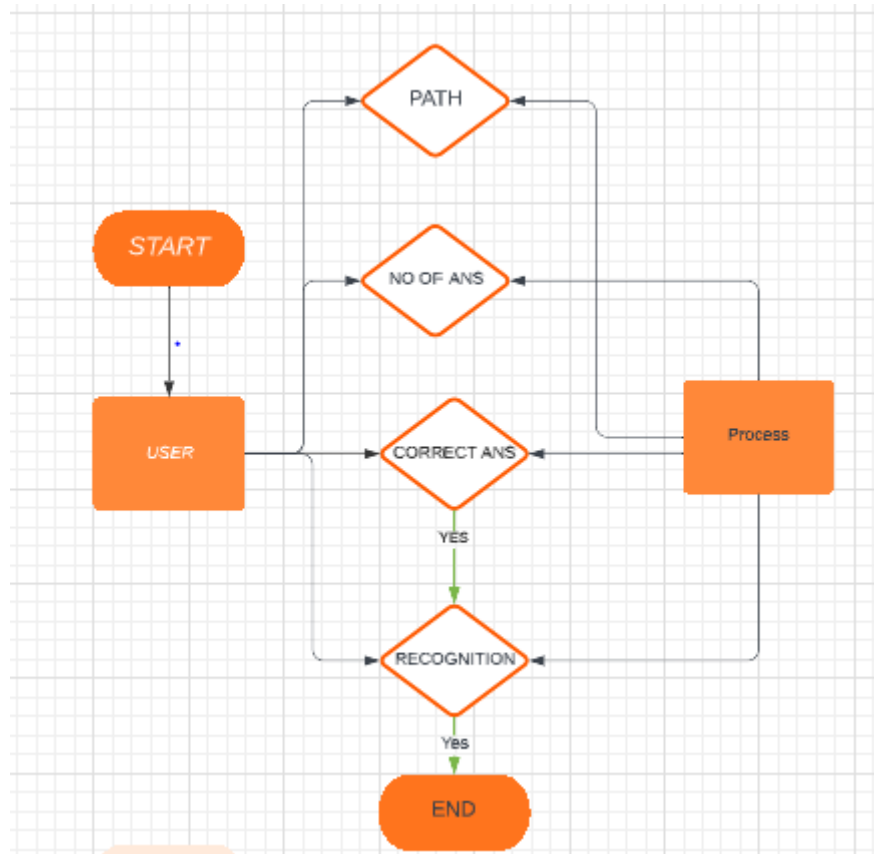 PATH
START
NO OF ANS
USER
CORRECT ANS
Process
YES
RECOGNITION
Yes
END